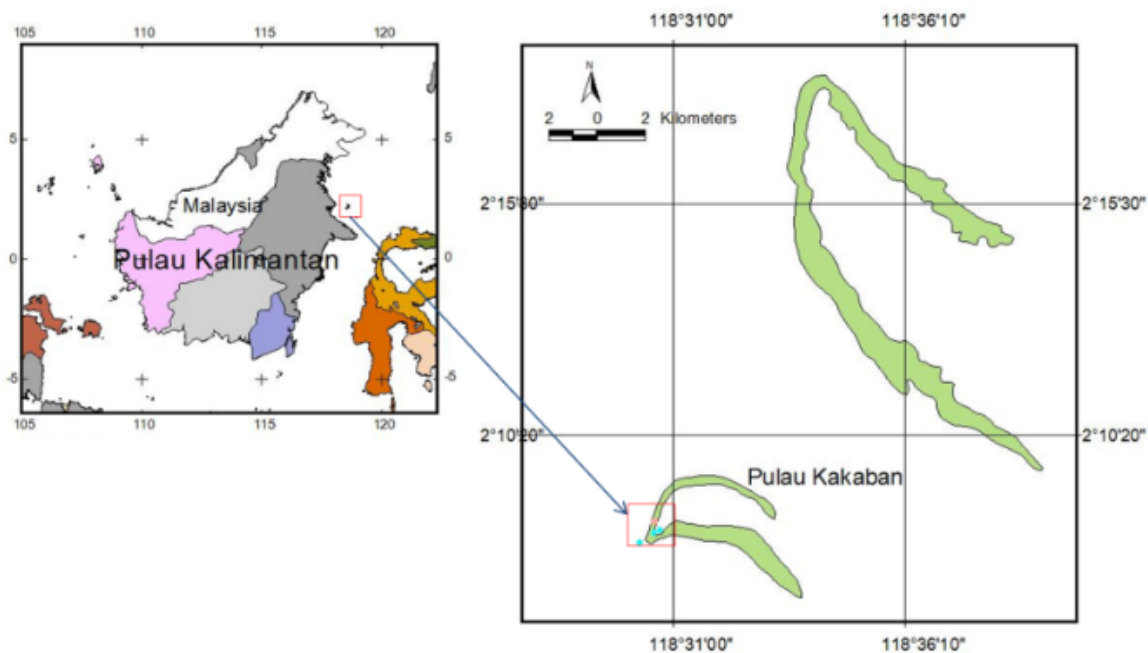 105 110 115 120
5 5
Malaysia
Pulau Kalimantan
0 0
-5 -5
105 110 115 120
118°31'00" 118°36'10"
N
2 0 2 Kilometers
2°15'30" 2°15'30"
2°10'20" 2°10'20"
Pulau Kakaban
118°31'00" 118°36'10"